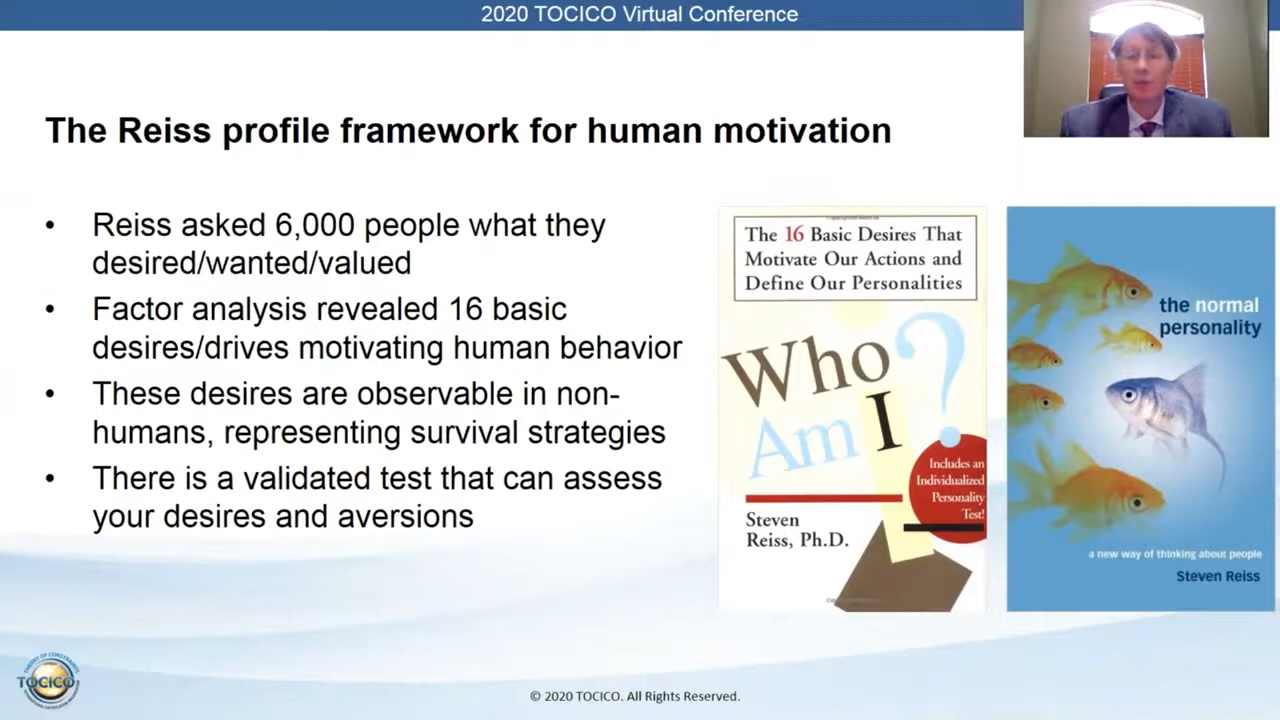 2020 TOCICO Virtual Conference
The Reiss profile framework for human motivation
• Reiss asked 6,000 people what they
desired/wanted/valued
• Factor analysis revealed 16 basic
desires/drives motivating human behavior
• These desires are observable in non-
humans, representing survival strategies
• There is a validated test that can assess
your desires and aversions
The 16 Basic Desires That
Motivate Our Actions and
Define Our Personalities
Who
Am I ?
Includes an
Individualized
Personality
Test!
Steven
Reiss, Ph.D.
the normal
personality
a new way of thinking about people
Steven Reiss
THEORY OF CONSTRAINTS
TOCICO
© 2020 TOCICO. All Rights Reserved.